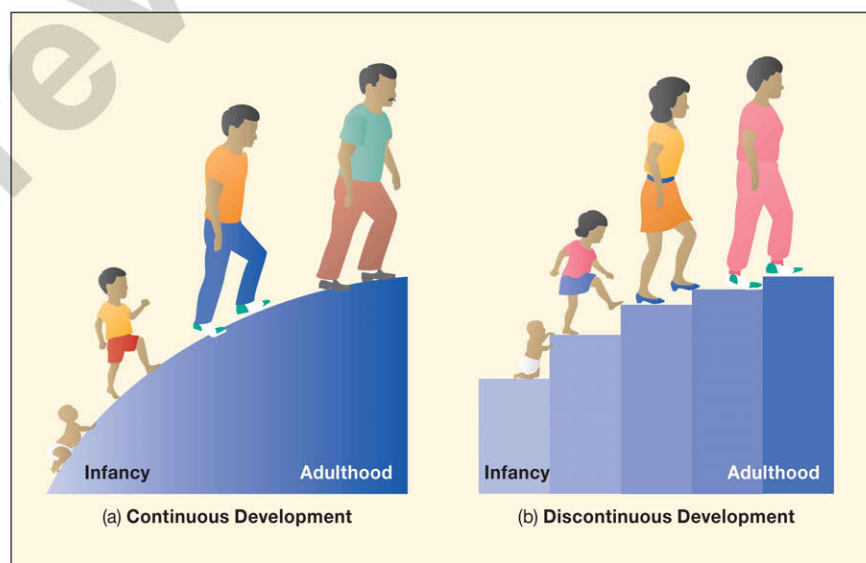 Infancy
Adulthood
(a) Continuous Development
Infancy
Adulthood
(b) Discontinuous Development